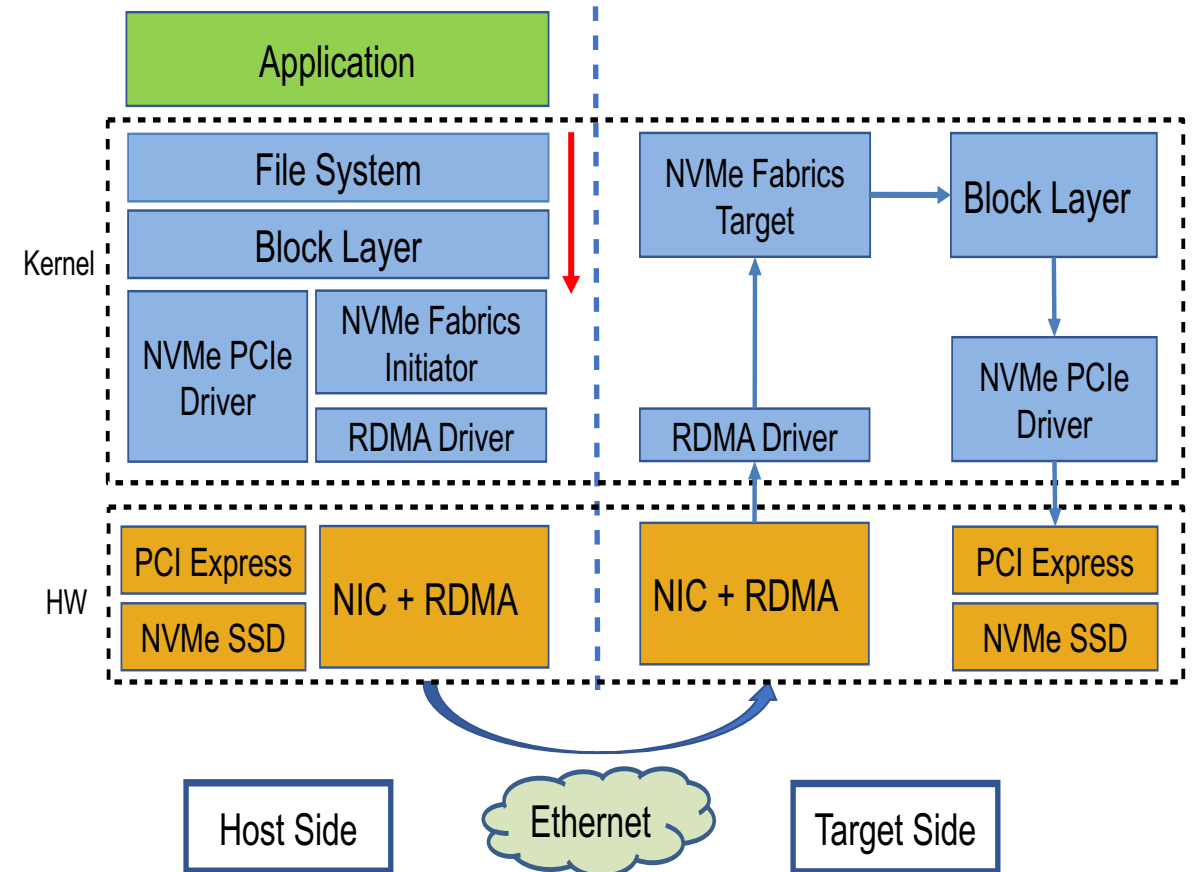 Application
Kernel
File System
Block Layer
NVMe PCIe
Driver
NVMe Fabrics
Initiator
RDMA Driver
NVMe Fabrics
Target
Block Layer
RDMA Driver
NVMe PCIe
Driver
HW
PCI Express
NVMe SSD
NIC + RDMA
NIC + RDMA
PCI Express
NVMe SSD
Host Side
Ethernet
Target Side